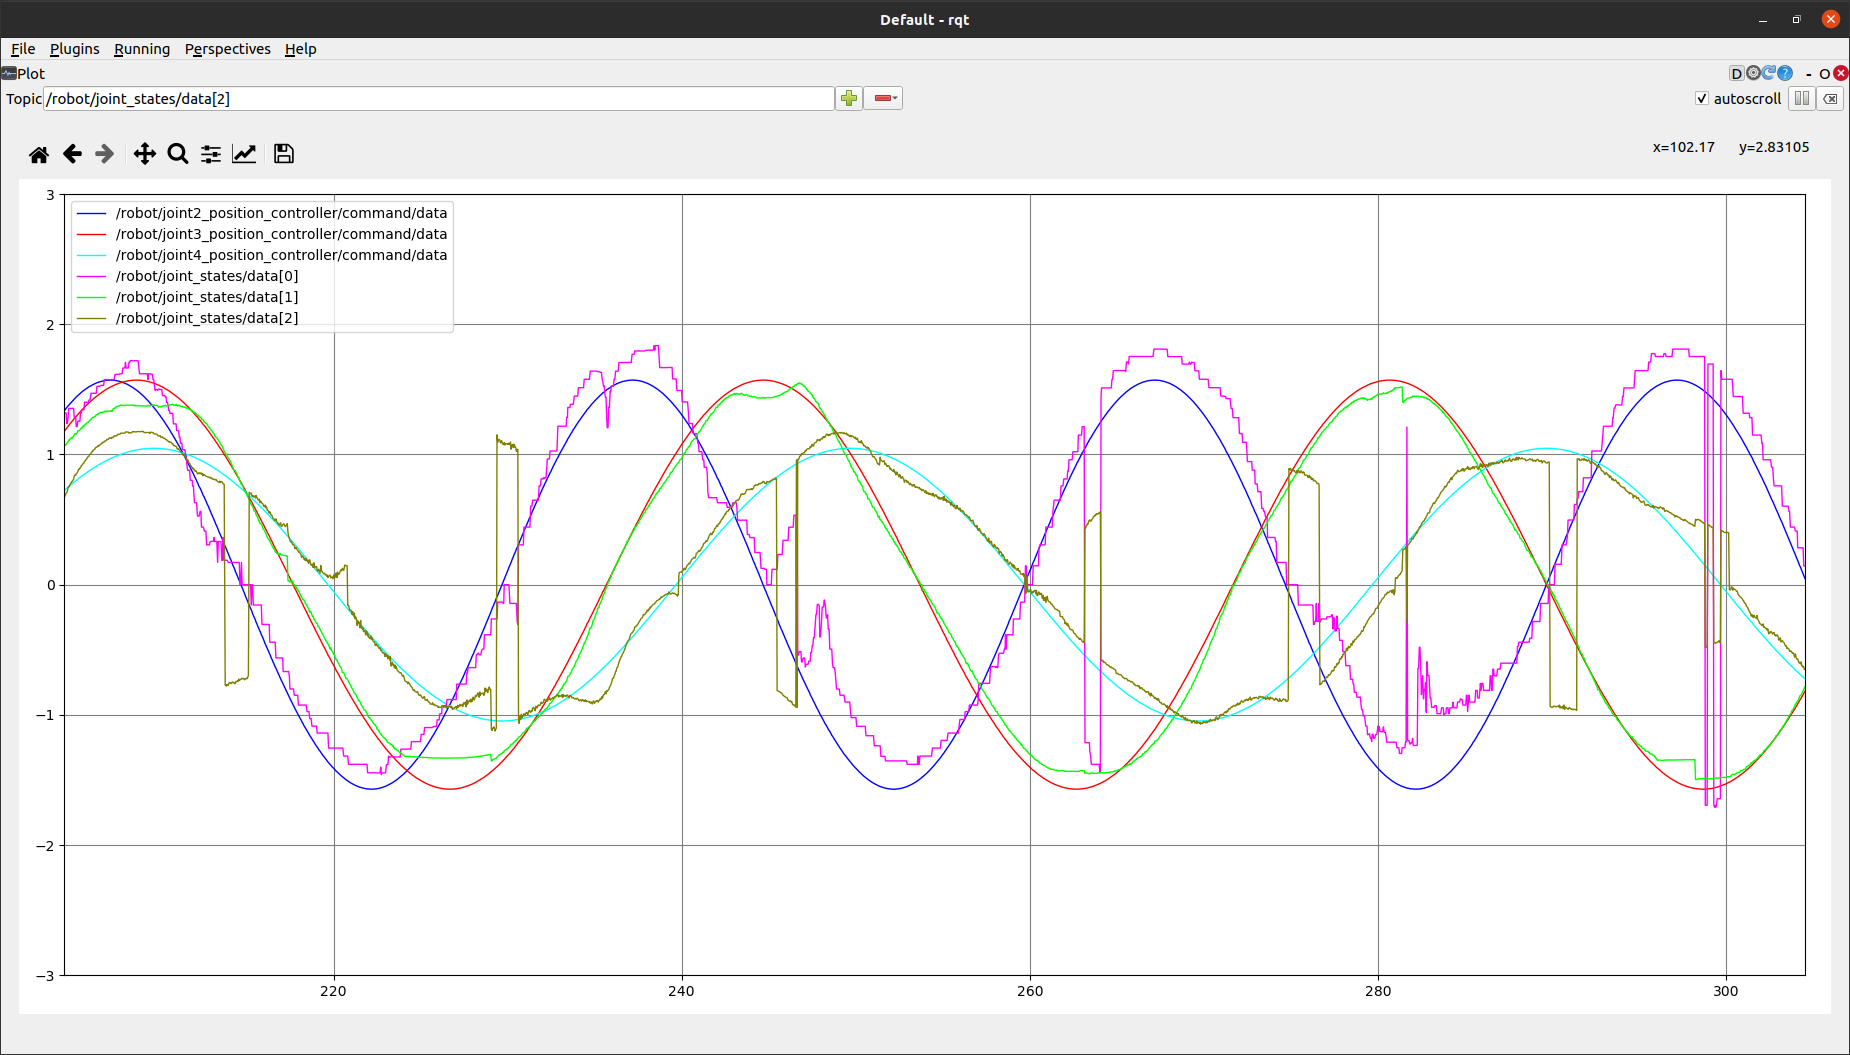 Default - rqt
File Plugins Running Perspectives Help
Plot D ? - O
Topic /robot/joint_states/data[2] autoscroll
x=102.17 y=2.83105
/robot/joint2_position_controller/command/data
/robot/joint3_position_controller/command/data
/robot/joint4_position_controller/command/data
/robot/joint_states/data[0]
/robot/joint_states/data[1]
/robot/joint_states/data[2]
3
2
1
0
−1
−2
−3
220 240 260 280 300